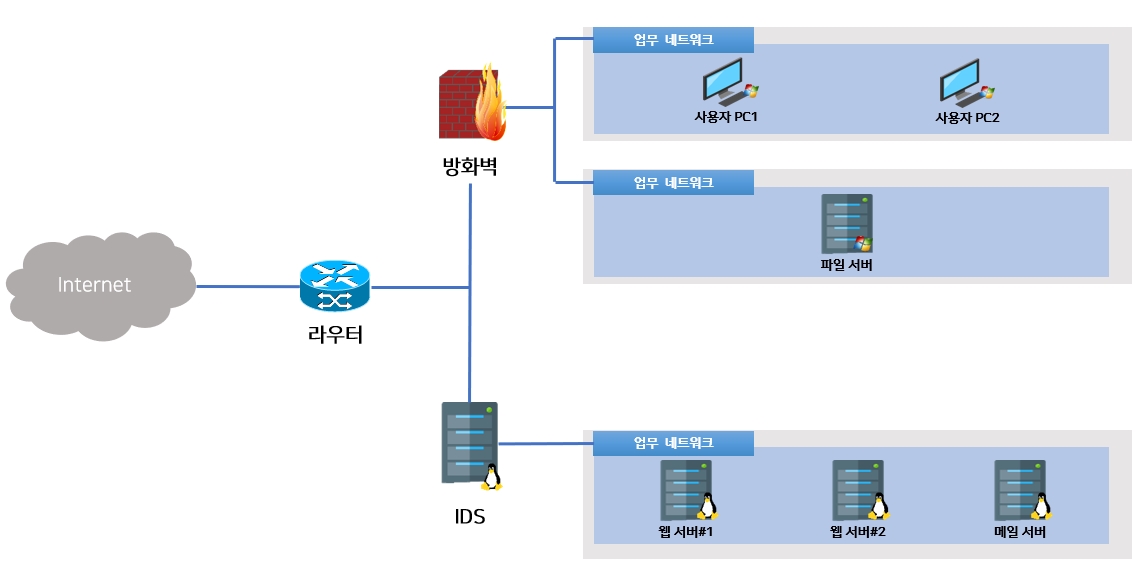 업무 네트워크
사용자 PC1
사용자 PC2
방화벽
업무 네트워크
파일 서버
Internet
라우터
업무 네트워크
IDS
웹 서버#1
웹 서버#2
메일 서버